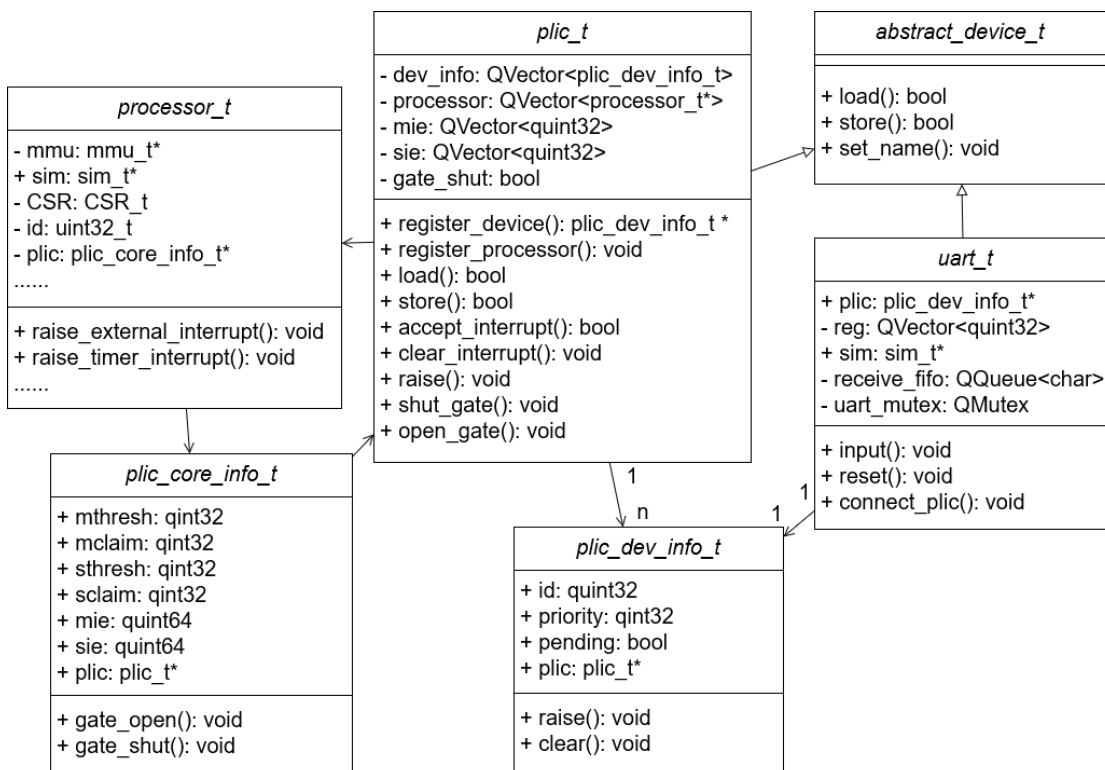 processor_t
- mmu: mmu_t*
+ sim: sim_t*
- CSR: CSR_t
- id: uint32_t
- plic: plic_core_info_t*
......
+ raise_external_interrupt(): void
+ raise_timer_interrupt(): void
......
plic_t
- dev_info: QVector<plic_dev_info_t>
- processor: QVector<processor_t*>
- mie: QVector<quint32>
- sie: QVector<quint32>
- gate_shut: bool
+ register_device(): plic_dev_info_t *
+ register_processor(): void
+ load(): bool
+ store(): bool
+ accept_interrupt(): bool
+ clear_interrupt(): void
+ raise(): void
+ shut_gate(): void
+ open_gate(): void
abstract_device_t
+ load(): bool
+ store(): bool
+ set_name(): void
uart_t
+ plic: plic_dev_info_t*
- reg: QVector<quint32>
+ sim: sim_t*
- receive_fifo: QQueue<char>
- uart_mutex: QMutex
+ input(): void
+ reset(): void
+ connect_plic(): void
plic_core_info_t
+ mthresh: qint32
+ mclaim: qint32
+ sthresh: qint32
+ sclaim: qint32
+ mie: quint64
+ sie: quint64
+ plic: plic_t*
+ gate_open(): void
+ gate_shut(): void
1
n
1
1
plic_dev_info_t
+ id: quint32
+ priority: qint32
+ pending: bool
+ plic: plic_t*
+ raise(): void
+ clear(): void